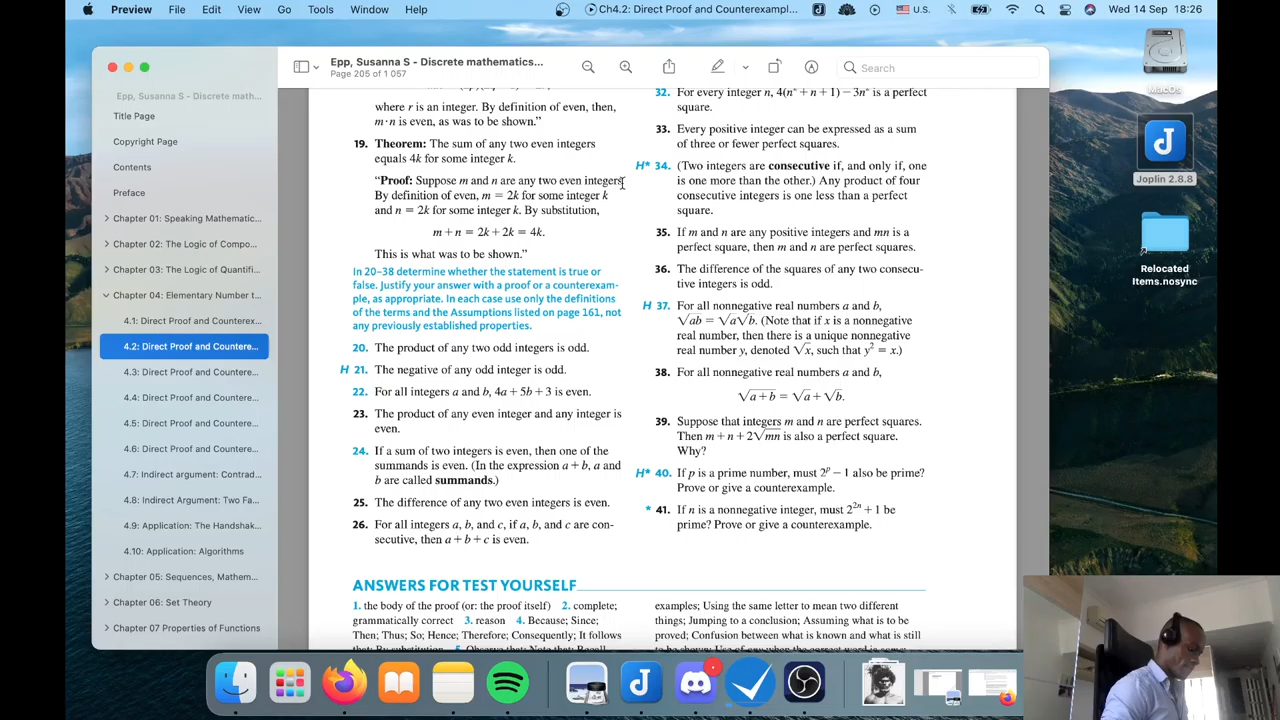 Preview File Edit View Go Tools Window Help
Ch4.2: Direct Proof and Counterexampl...
U.S.
Wed 14 Sep 18:26
Epp, Susanna S - Discrete mathematics...
Page 205 of 1 057
Search
Epp, Susanna S - Discrete math...
Title Page
Copyright Page
Contents
Preface
Chapter 01: Speaking Mathematic...
Chapter 02: The Logic of Compo...
Chapter 03: The Logic of Quantifi...
Chapter 04: Elementary Number t...
4.1: Direct Proof and Counterex...
4.2: Direct Proof and Countere...
4.3: Direct Proof and Countere...
4.4: Direct Proof and Countere...
4.5: Direct Proof and Countere...
4.6: Direct Proof and Countere...
4.7: Indirect argument: Contrad...
4.8: Indirect Argument: Two Fa...
4.9: Application: The Handshak...
4.10: Application: Algorithms
Chapter 05: Sequences, Mathem...
Chapter 06: Set Theory
Chapter 07 Properties of Functions
where r is an integer. By definition of even, then,
m·n is even, as was to be shown.”
19. Theorem: The sum of any two even integers
equals 4k for some integer k.
“Proof: Suppose m and n are any two even integers.
By definition of even, m = 2k for some integer k
and n = 2k for some integer k. By substitution,
m + n = 2k + 2k = 4k.
This is what was to be shown.”
In 20–38 determine whether the statement is true or
false. Justify your answer with a proof or a counterexam-
ple, as appropriate. In each case use only the definitions
of the terms and the Assumptions listed on page 161, not
any previously established properties.
20. The product of any two odd integers is odd.
H 21. The negative of any odd integer is odd.
22. For all integers a and b, 4a + 5b + 3 is even.
23. The product of any even integer and any integer is
even.
24. If a sum of two integers is even, then one of the
summands is even. (In the expression a + b, a and
b are called summands.)
25. The difference of any two even integers is even.
26. For all integers a, b, and c, if a, b, and c are con-
secutive, then a + b + c is even.
32. For every integer n, 4(n² + n + 1) − 3n² is a perfect
square.
33. Every positive integer can be expressed as a sum
of three or fewer perfect squares.
H* 34. (Two integers are consecutive if, and only if, one
is one more than the other.) Any product of four
consecutive integers is one less than a perfect
square.
35. If m and n are any positive integers and mn is a
perfect square, then m and n are perfect squares.
36. The difference of the squares of any two consecu-
tive integers is odd.
H 37. For all nonnegative real numbers a and b,
√ab = √a√b. (Note that if x is a nonnegative
real number, then there is a unique nonnegative
real number y, denoted √x, such that y² = x.)
38. For all nonnegative real numbers a and b,
√a + b = √a + √b.
39. Suppose that integers m and n are perfect squares.
Then m + n + 2√mn is also a perfect square.
Why?
H* 40. If p is a prime number, must 2ᵖ − 1 also be prime?
Prove or give a counterexample.
* 41. If n is a nonnegative integer, must 2²ⁿ + 1 be
prime? Prove or give a counterexample.
ANSWERS FOR TEST YOURSELF
1. the body of the proof (or: the proof itself) 2. complete;
grammatically correct 3. reason 4. Because; Since;
Then; Thus; So; Hence; Therefore; Consequently; It follows
examples; Using the same letter to mean two different
things; Jumping to a conclusion; Assuming what is to be
proved; Confusion between what is known and what is still
MacOs
Joplin 2.8.8
Relocated
Items.nosync